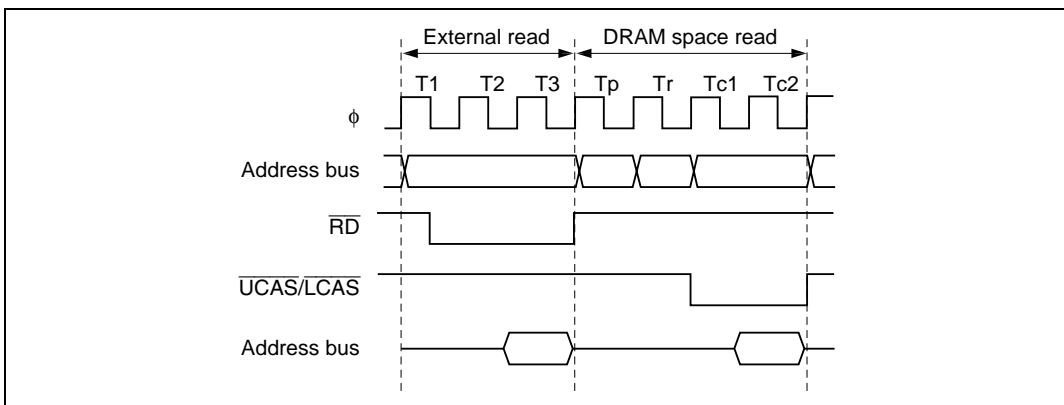 External read DRAM space read
T1 T2 T3 Tp Tr Tc1 Tc2
φ
Address bus
RD
UCAS/LCAS
Address bus